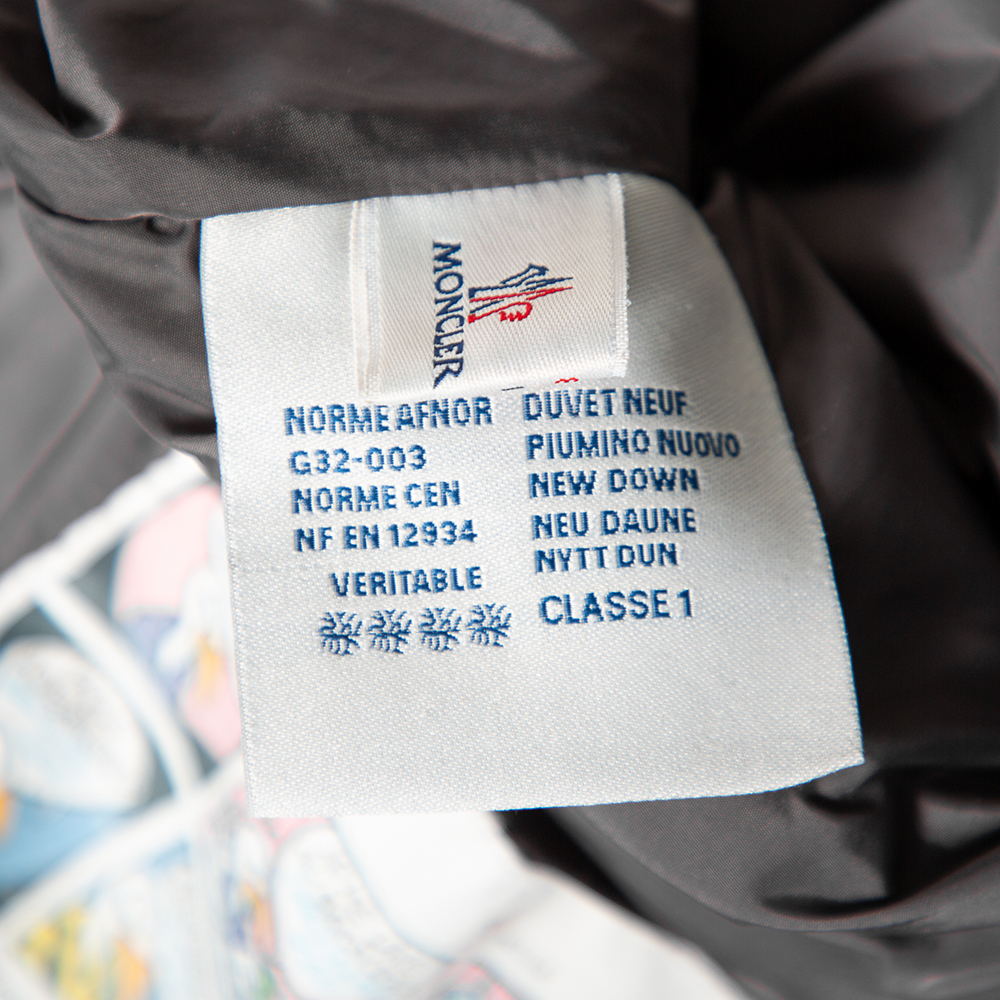 MONCLER
NORME AFNOR
G32-003
NORME CEN
NF EN 12934
VERITABLE
DUVET NEUF
PIUMINO NUOVO
NEW DOWN
NEU DAUNE
NYTT DUN
CLASSE 1